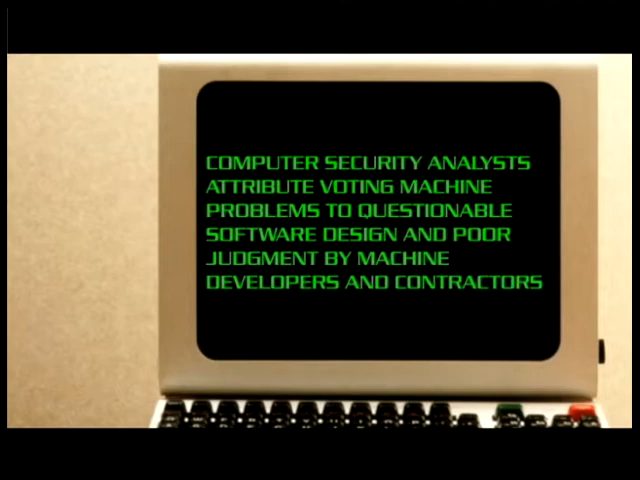 COMPUTER SECURITY ANALYSTS
ATTRIBUTE VOTING MACHINE
PROBLEMS TO QUESTIONABLE
SOFTWARE DESIGN AND POOR
JUDGMENT BY MACHINE
DEVELOPERS AND CONTRACTORS